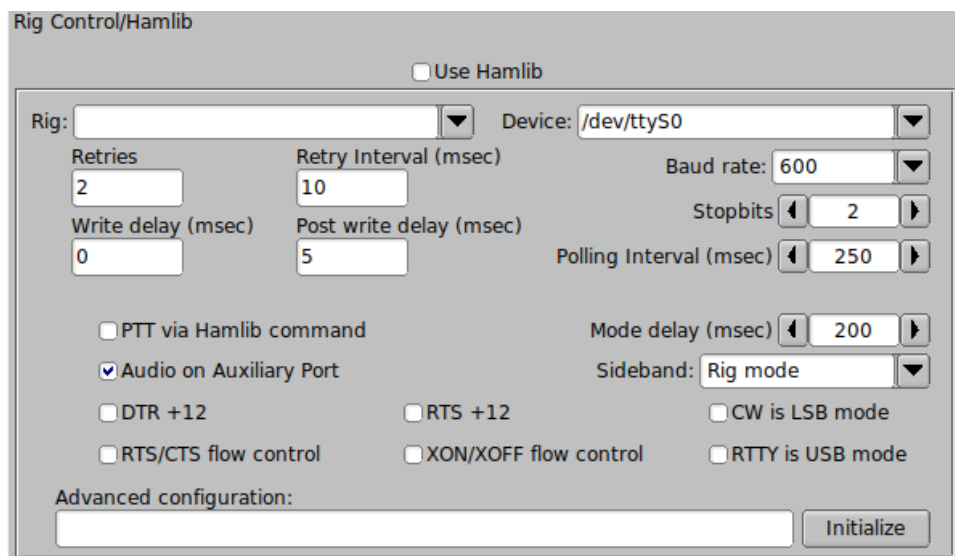 Rig Control/Hamlib
Use Hamlib
Rig: Device: /dev/ttyS0
Retries Retry Interval (msec) Baud rate: 600
2 10
Stopbits 2
Write delay (msec) Post write delay (msec)
0 5 Polling Interval (msec) 250
PTT via Hamlib command Mode delay (msec) 200
Audio on Auxiliary Port Sideband: Rig mode
DTR +12 RTS +12 CW is LSB mode
RTS/CTS flow control XON/XOFF flow control RTTY is USB mode
Advanced configuration:
Initialize